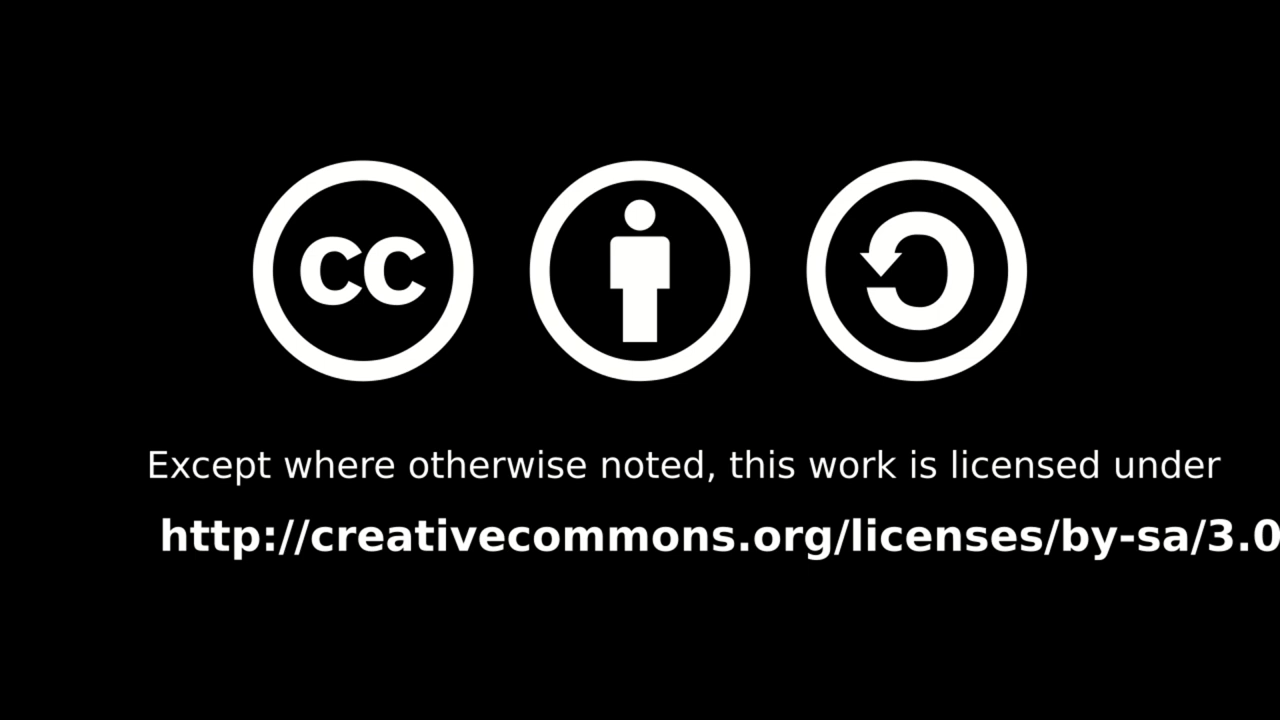 cc
Except where otherwise noted, this work is licensed under
http://creativecommons.org/licenses/by-sa/3.0